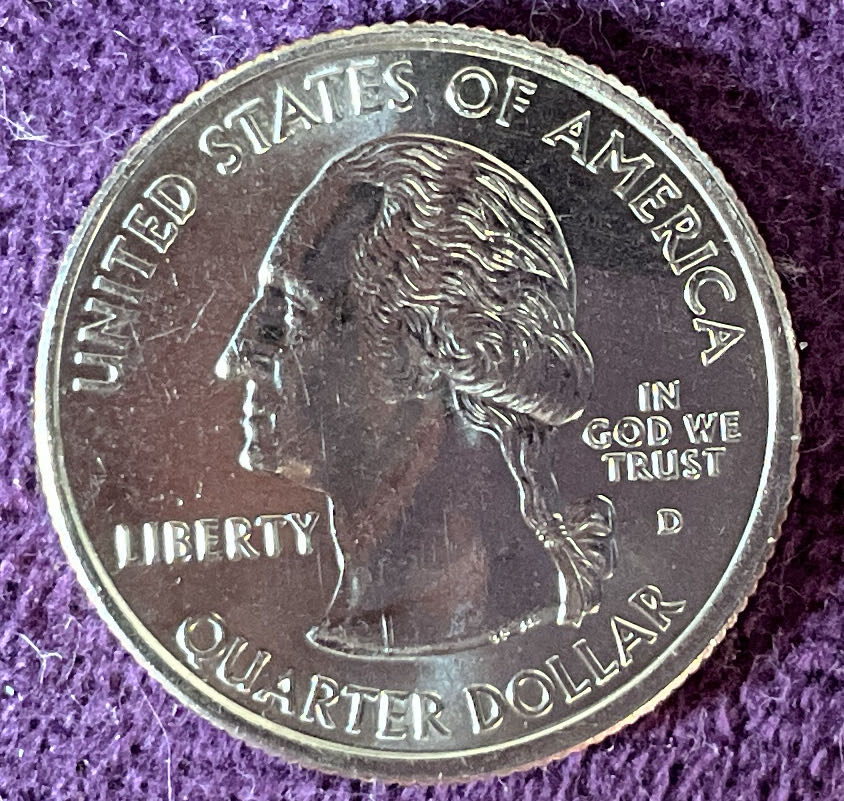 UNITED STATES OF AMERICA
IN
GOD WE
TRUST
D
LIBERTY
QUARTER DOLLAR